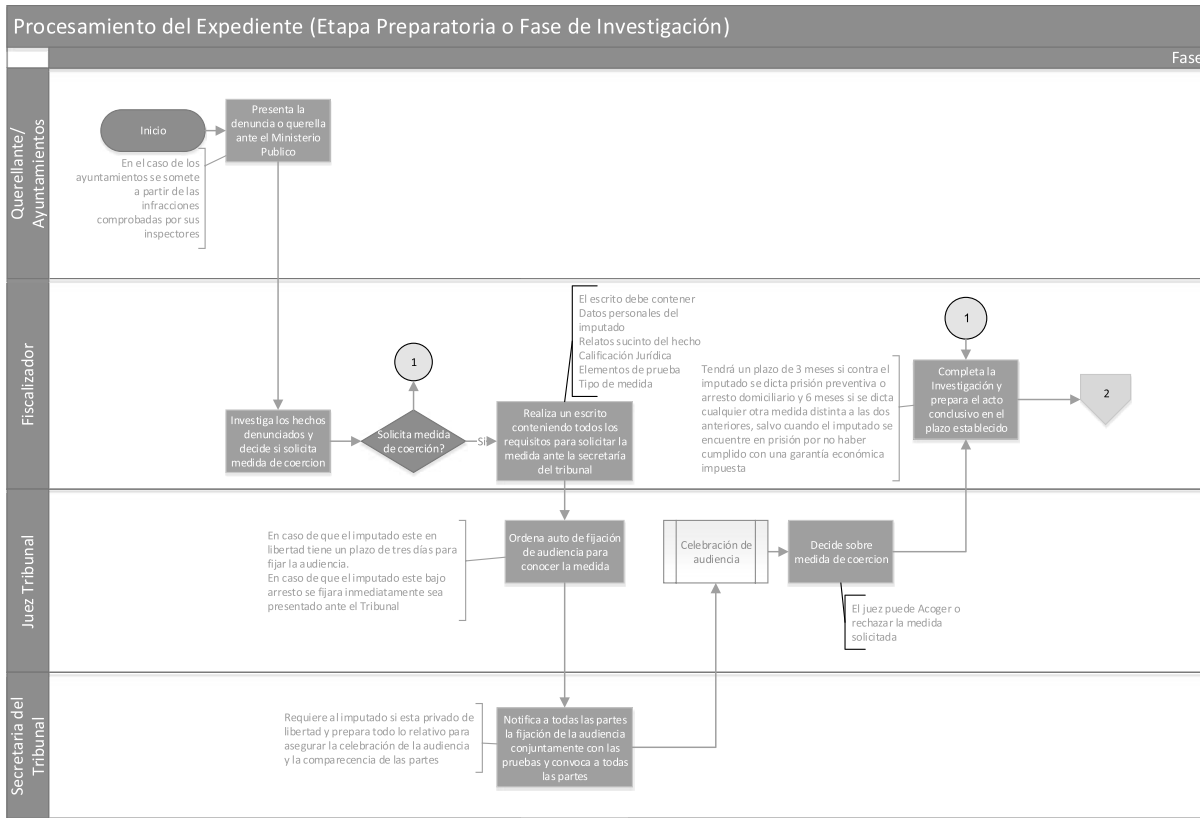 Procesamiento del Expediente (Etapa Preparatoria o Fase de Investigación)
Fase
Querellante/
Ayuntamientos
Inicio
Presenta la
denuncia o querella
ante el Ministerio
Publico
En el caso de los
ayuntamientos se somete
a partir de las
infracciones
comprobadas por sus
inspectores
Fiscalizador
Investiga los hechos
denunciados y
decide si solicita
medida de coercion
1
Solicita medida
de coerción?
Si
El escrito debe contener
Datos personales del
imputado
Relatos sucinto del hecho
Calificación Jurídica
Elementos de prueba
Tipo de medida
Realiza un escrito
conteniendo todos los
requisitos para solicitar la
medida ante la secretaría
del tribunal
Tendrá un plazo de 3 meses si contra el
imputado se dicta prisión preventiva o
arresto domiciliario y 6 meses si se dicta
cualquier otra medida distinta a las dos
anteriores, salvo cuando el imputado se
encuentre en prisión por no haber
cumplido con una garantía económica
impuesta
1
Completa la
Investigación y
prepara el acto
conclusivo en el
plazo establecido
2
Juez Tribunal
En caso de que el imputado este en
libertad tiene un plazo de tres días para
fijar la audiencia.
En caso de que el imputado este bajo
arresto se fijara inmediatamente sea
presentado ante el Tribunal
Ordena auto de fijación
de audiencia para
conocer la medida
Celebración de
audiencia
Decide sobre
medida de coercion
El juez puede Acoger o
rechazar la medida
solicitada
Secretaria del
Tribunal
Requiere al imputado si esta privado de
libertad y prepara todo lo relativo para
asegurar la celebración de la audiencia
y la comparecencia de las partes
Notifica a todas las partes
la fijación de la audiencia
conjuntamente con las
pruebas y convoca a todas
las partes